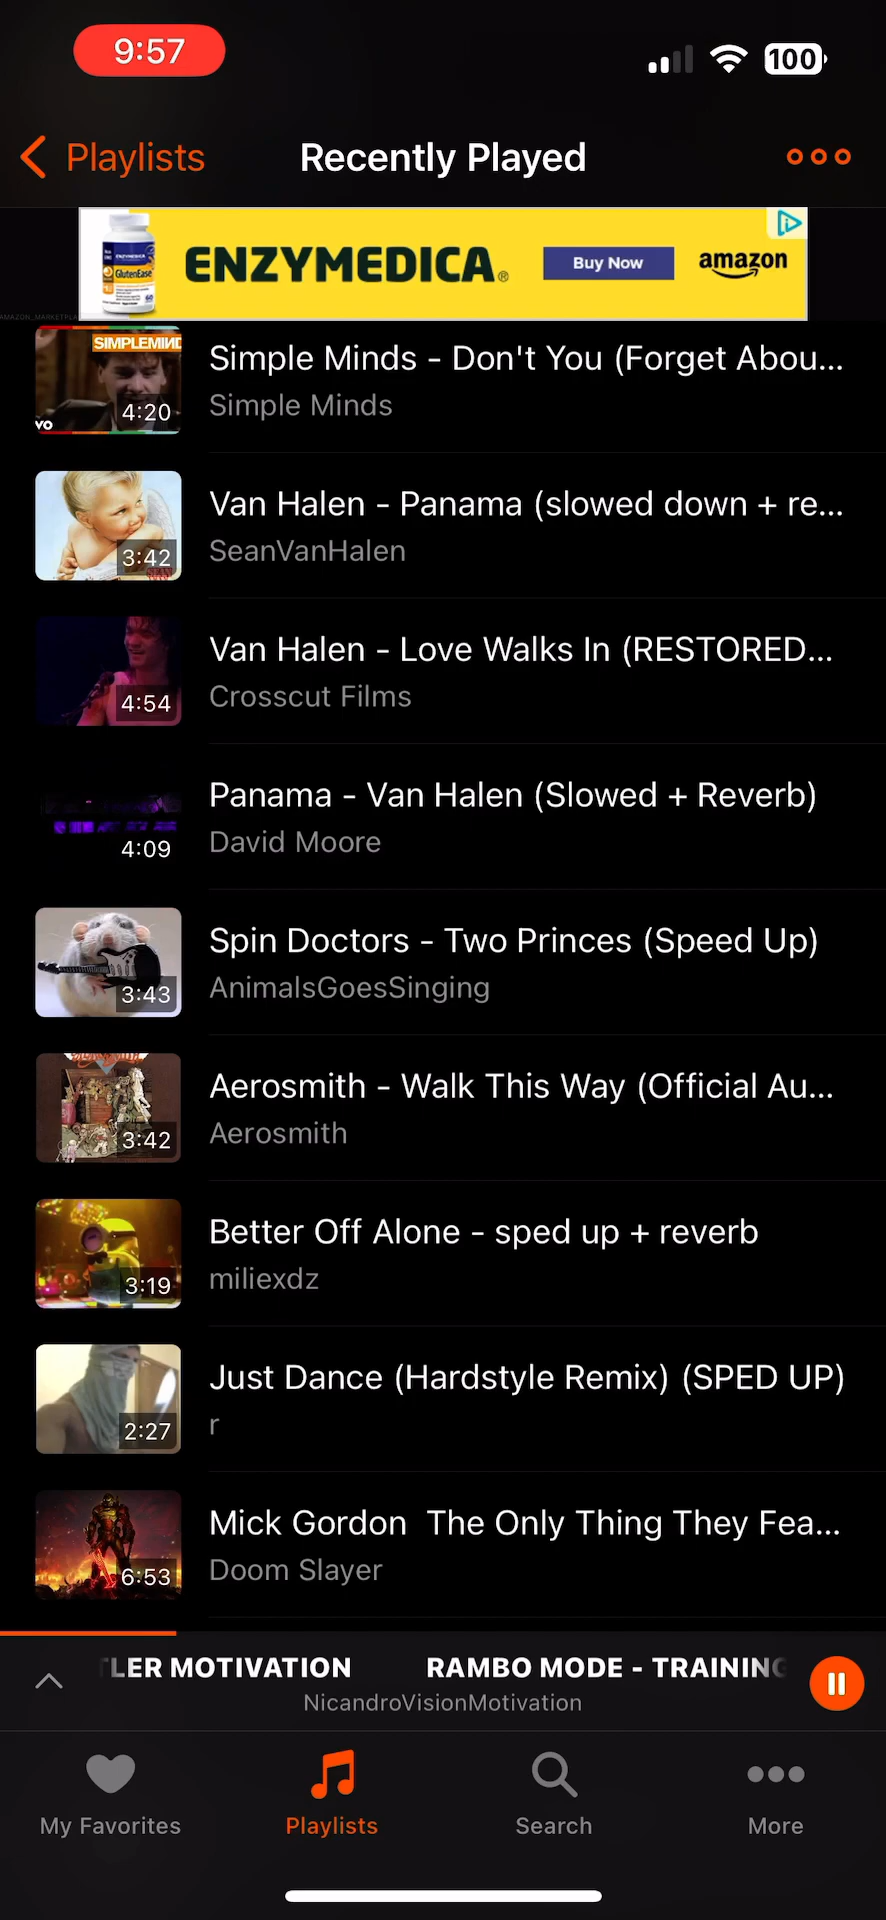 9:57
100
Playlists
Recently Played
ENZYMEDICA®
GlutenEase
Buy Now
amazon
SIMPLEMIND
4:20
vo
Simple Minds - Don't You (Forget Abou...
Simple Minds
3:42
Van Halen - Panama (slowed down + re...
SeanVanHalen
4:54
Van Halen - Love Walks In (RESTORED...
Crosscut Films
4:09
Panama - Van Halen (Slowed + Reverb)
David Moore
3:43
Spin Doctors - Two Princes (Speed Up)
AnimalsGoesSinging
3:42
Aerosmith - Walk This Way (Official Au...
Aerosmith
3:19
Better Off Alone - sped up + reverb
miliexdz
2:27
Just Dance (Hardstyle Remix) (SPED UP)
r
6:53
Mick Gordon  The Only Thing They Fea...
Doom Slayer
TLER MOTIVATION RAMBO MODE - TRAINING
NicandroVisionMotivation
My Favorites
Playlists
Search
More